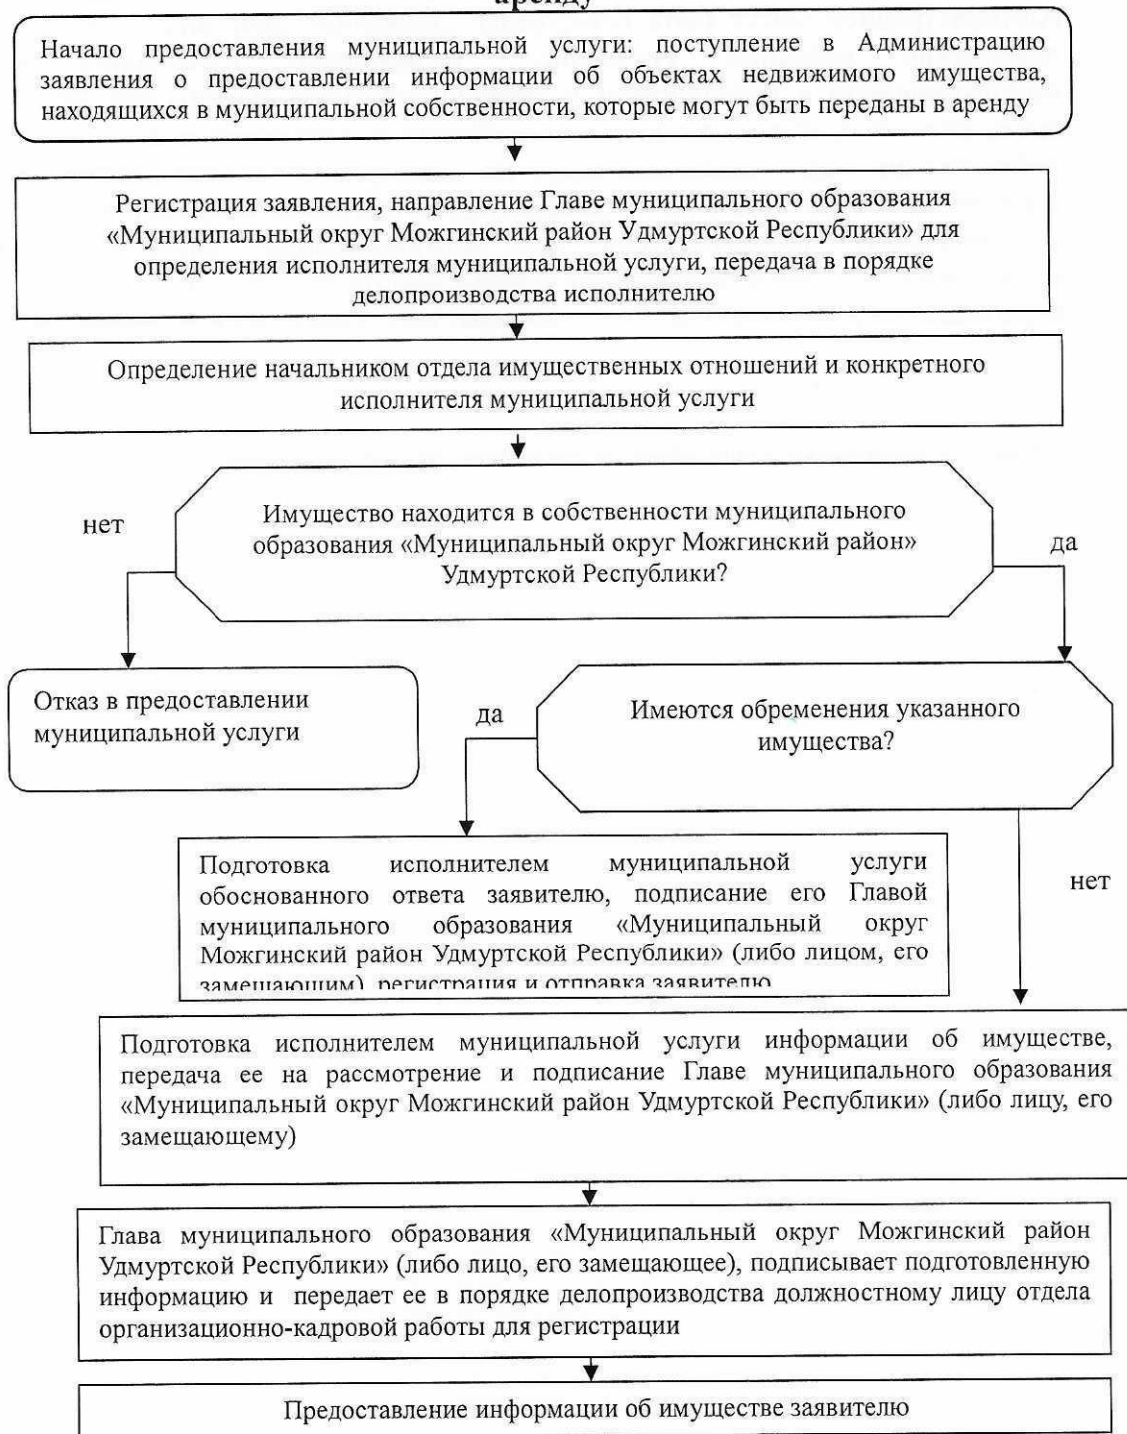 аренду
Начало предоставления муниципальной услуги: поступление в Администрацию
заявления о предоставлении информации об объектах недвижимого имущества,
находящихся в муниципальной собственности, которые могут быть переданы в аренду
Регистрация заявления, направление Главе муниципального образования
«Муниципальный округ Можгинский район Удмуртской Республики» для
определения исполнителя муниципальной услуги, передача в порядке
делопроизводства исполнителю
Определение начальником отдела имущественных отношений и конкретного
исполнителя муниципальной услуги
нет
Имущество находится в собственности муниципального
образования «Муниципальный округ Можгинский район»
Удмуртской Республики?
да
Отказ в предоставлении
муниципальной услуги
да
Имеются обременения указанного
имущества?
Подготовка исполнителем муниципальной услуги
обоснованного ответа заявителю, подписание его Главой
муниципального образования «Муниципальный округ
Можгинский район Удмуртской Республики» (либо лицом, его
замещающим), регистрация и отправка заявителю
нет
Подготовка исполнителем муниципальной услуги информации об имуществе,
передача ее на рассмотрение и подписание Главе муниципального образования
«Муниципальный округ Можгинский район Удмуртской Республики» (либо лицу, его
замещающему)
Глава муниципального образования «Муниципальный округ Можгинский район
Удмуртской Республики» (либо лицо, его замещающее), подписывает подготовленную
информацию и передает ее в порядке делопроизводства должностному лицу отдела
организационно-кадровой работы для регистрации
Предоставление информации об имуществе заявителю